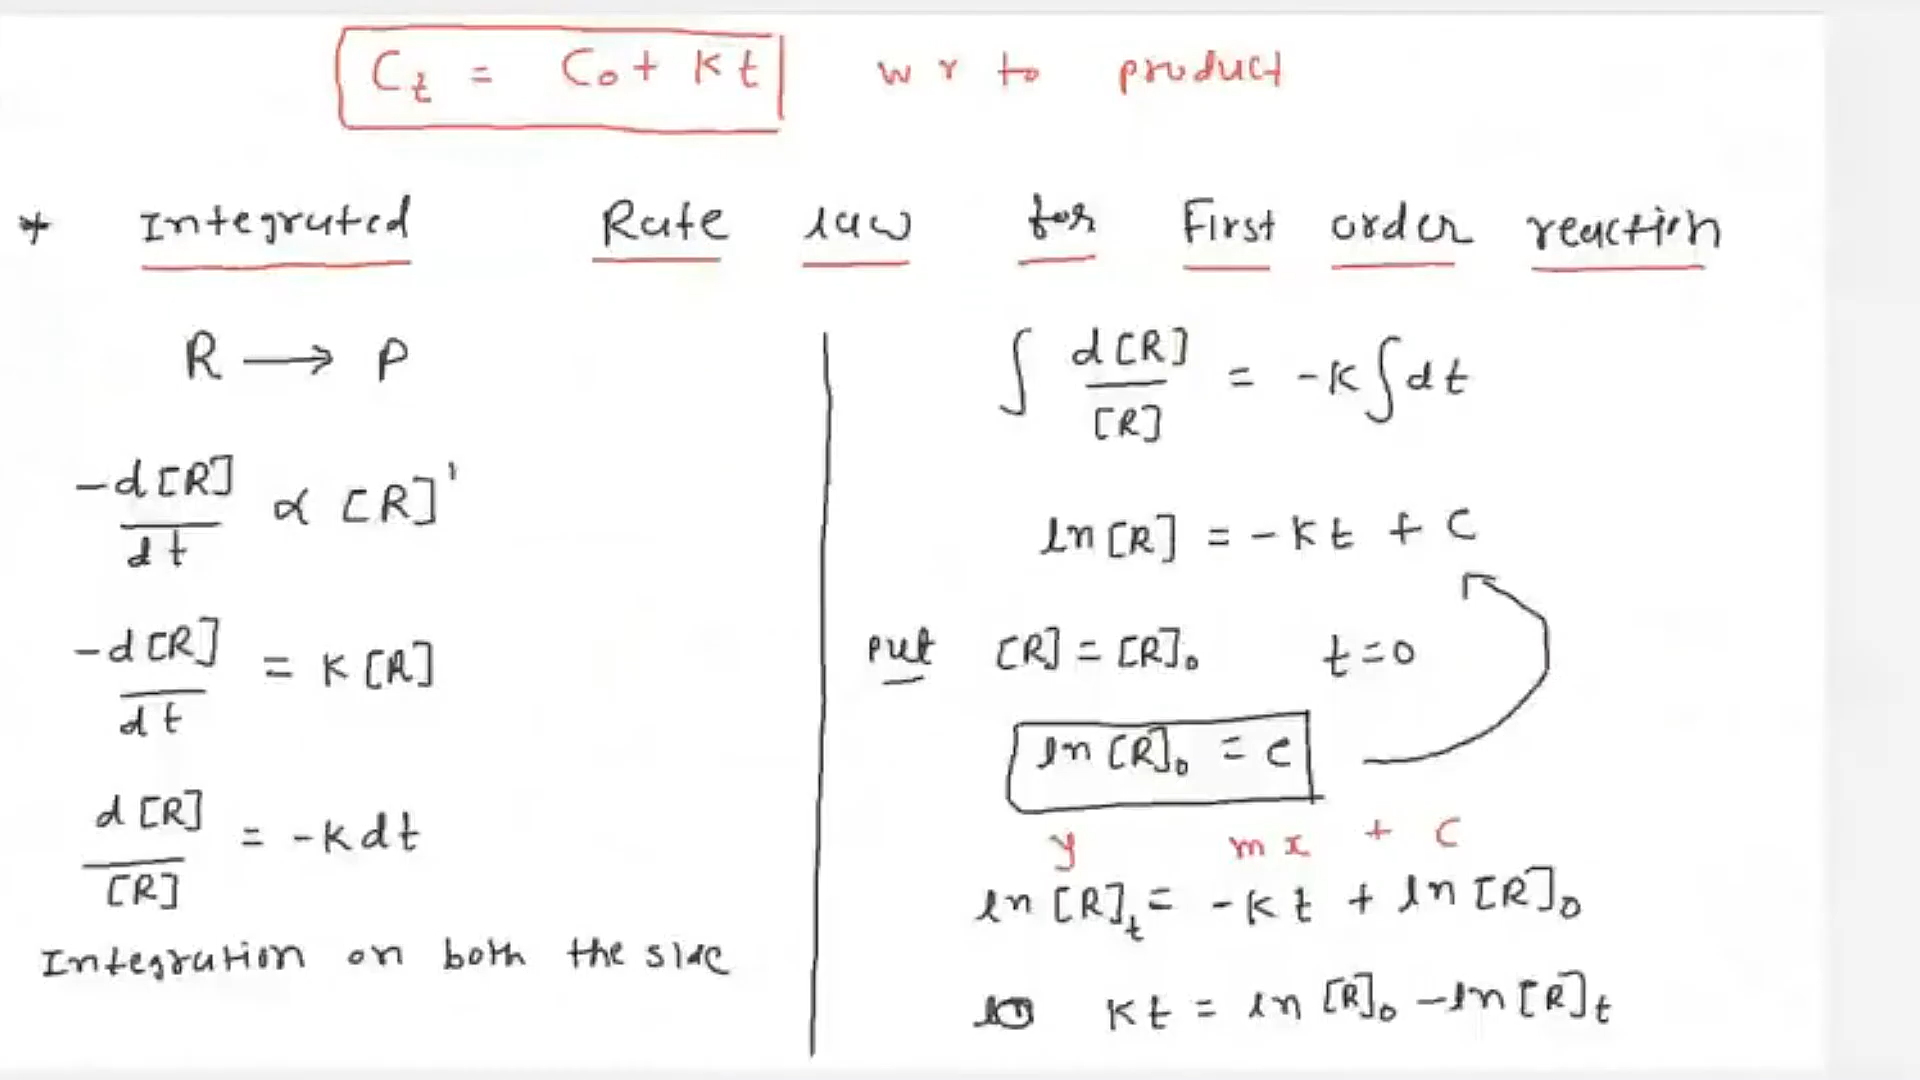 Ct = C0 + Kt w r to product
* Integrated Rate law for First order reaction
R ⟶ P
-d[R]/dt ∝ [R]¹
-d[R]/dt = K[R]
d[R]/[R] = -Kdt
Integration on both the side
∫ d[R]/[R] = -K∫dt
ln[R] = -Kt + C
put [R] = [R]₀ t=0
ln[R]₀ = C
y mx + C
ln[R]t = -Kt + ln[R]₀
Kt = ln[R]₀ - ln[R]t